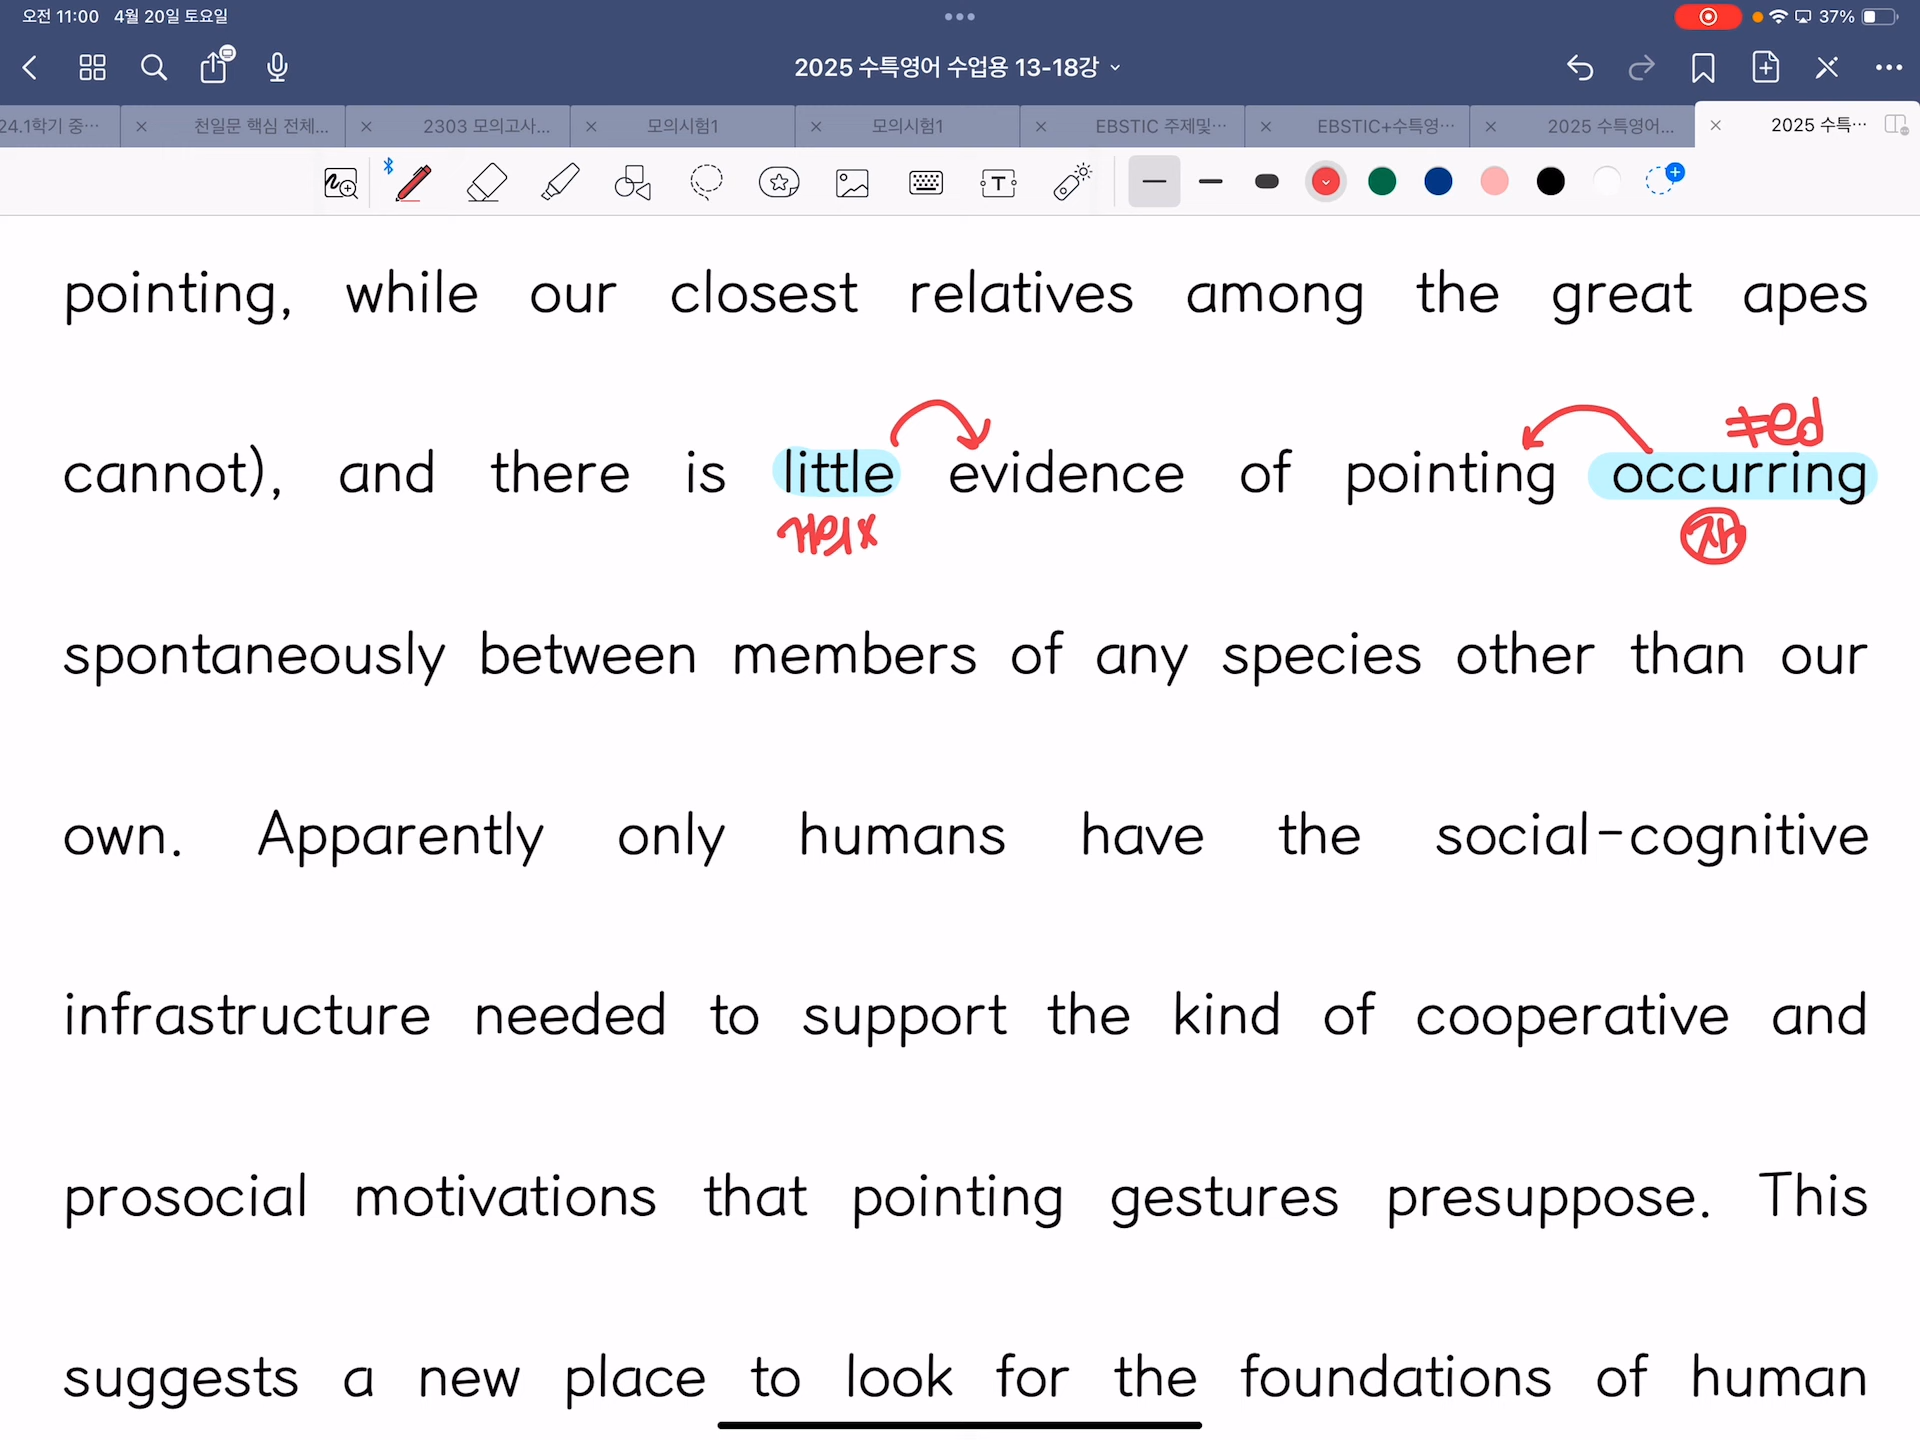 오전 11:00 4월 20일 토요일
37%
2025 수특영어 수업용 13-18강
24.1학기 중…
천일문 핵심 전체…
2303 모의고사…
모의시험1
모의시험1
EBSTIC 주제및…
EBSTIC+수특영…
2025 수특영어…
2025 수특…
pointing, while our closest relatives among the great apes
≠ed
cannot), and there is little evidence of pointing occurring
거의x
자
spontaneously between members of any species other than our
own. Apparently only humans have the social-cognitive
infrastructure needed to support the kind of cooperative and
prosocial motivations that pointing gestures presuppose. This
suggests a new place to look for the foundations of human